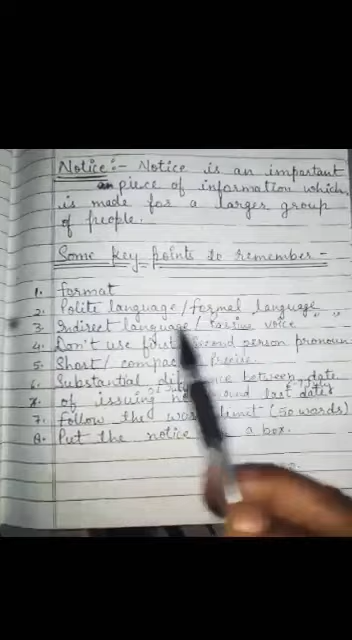 Notice:- Notice is an important
piece of information which
is made for a larger group
of people.
Some key points to remember -
1. Format
2. Polite language / formal language
3. Indirect language / Passive voice " "
4. Don't use first second person pronoun
5. Short / compact Precise.
6. Substantial between date
of issuing and last date
7. Follow the word limit (50 words)
8. Put the notice a box.